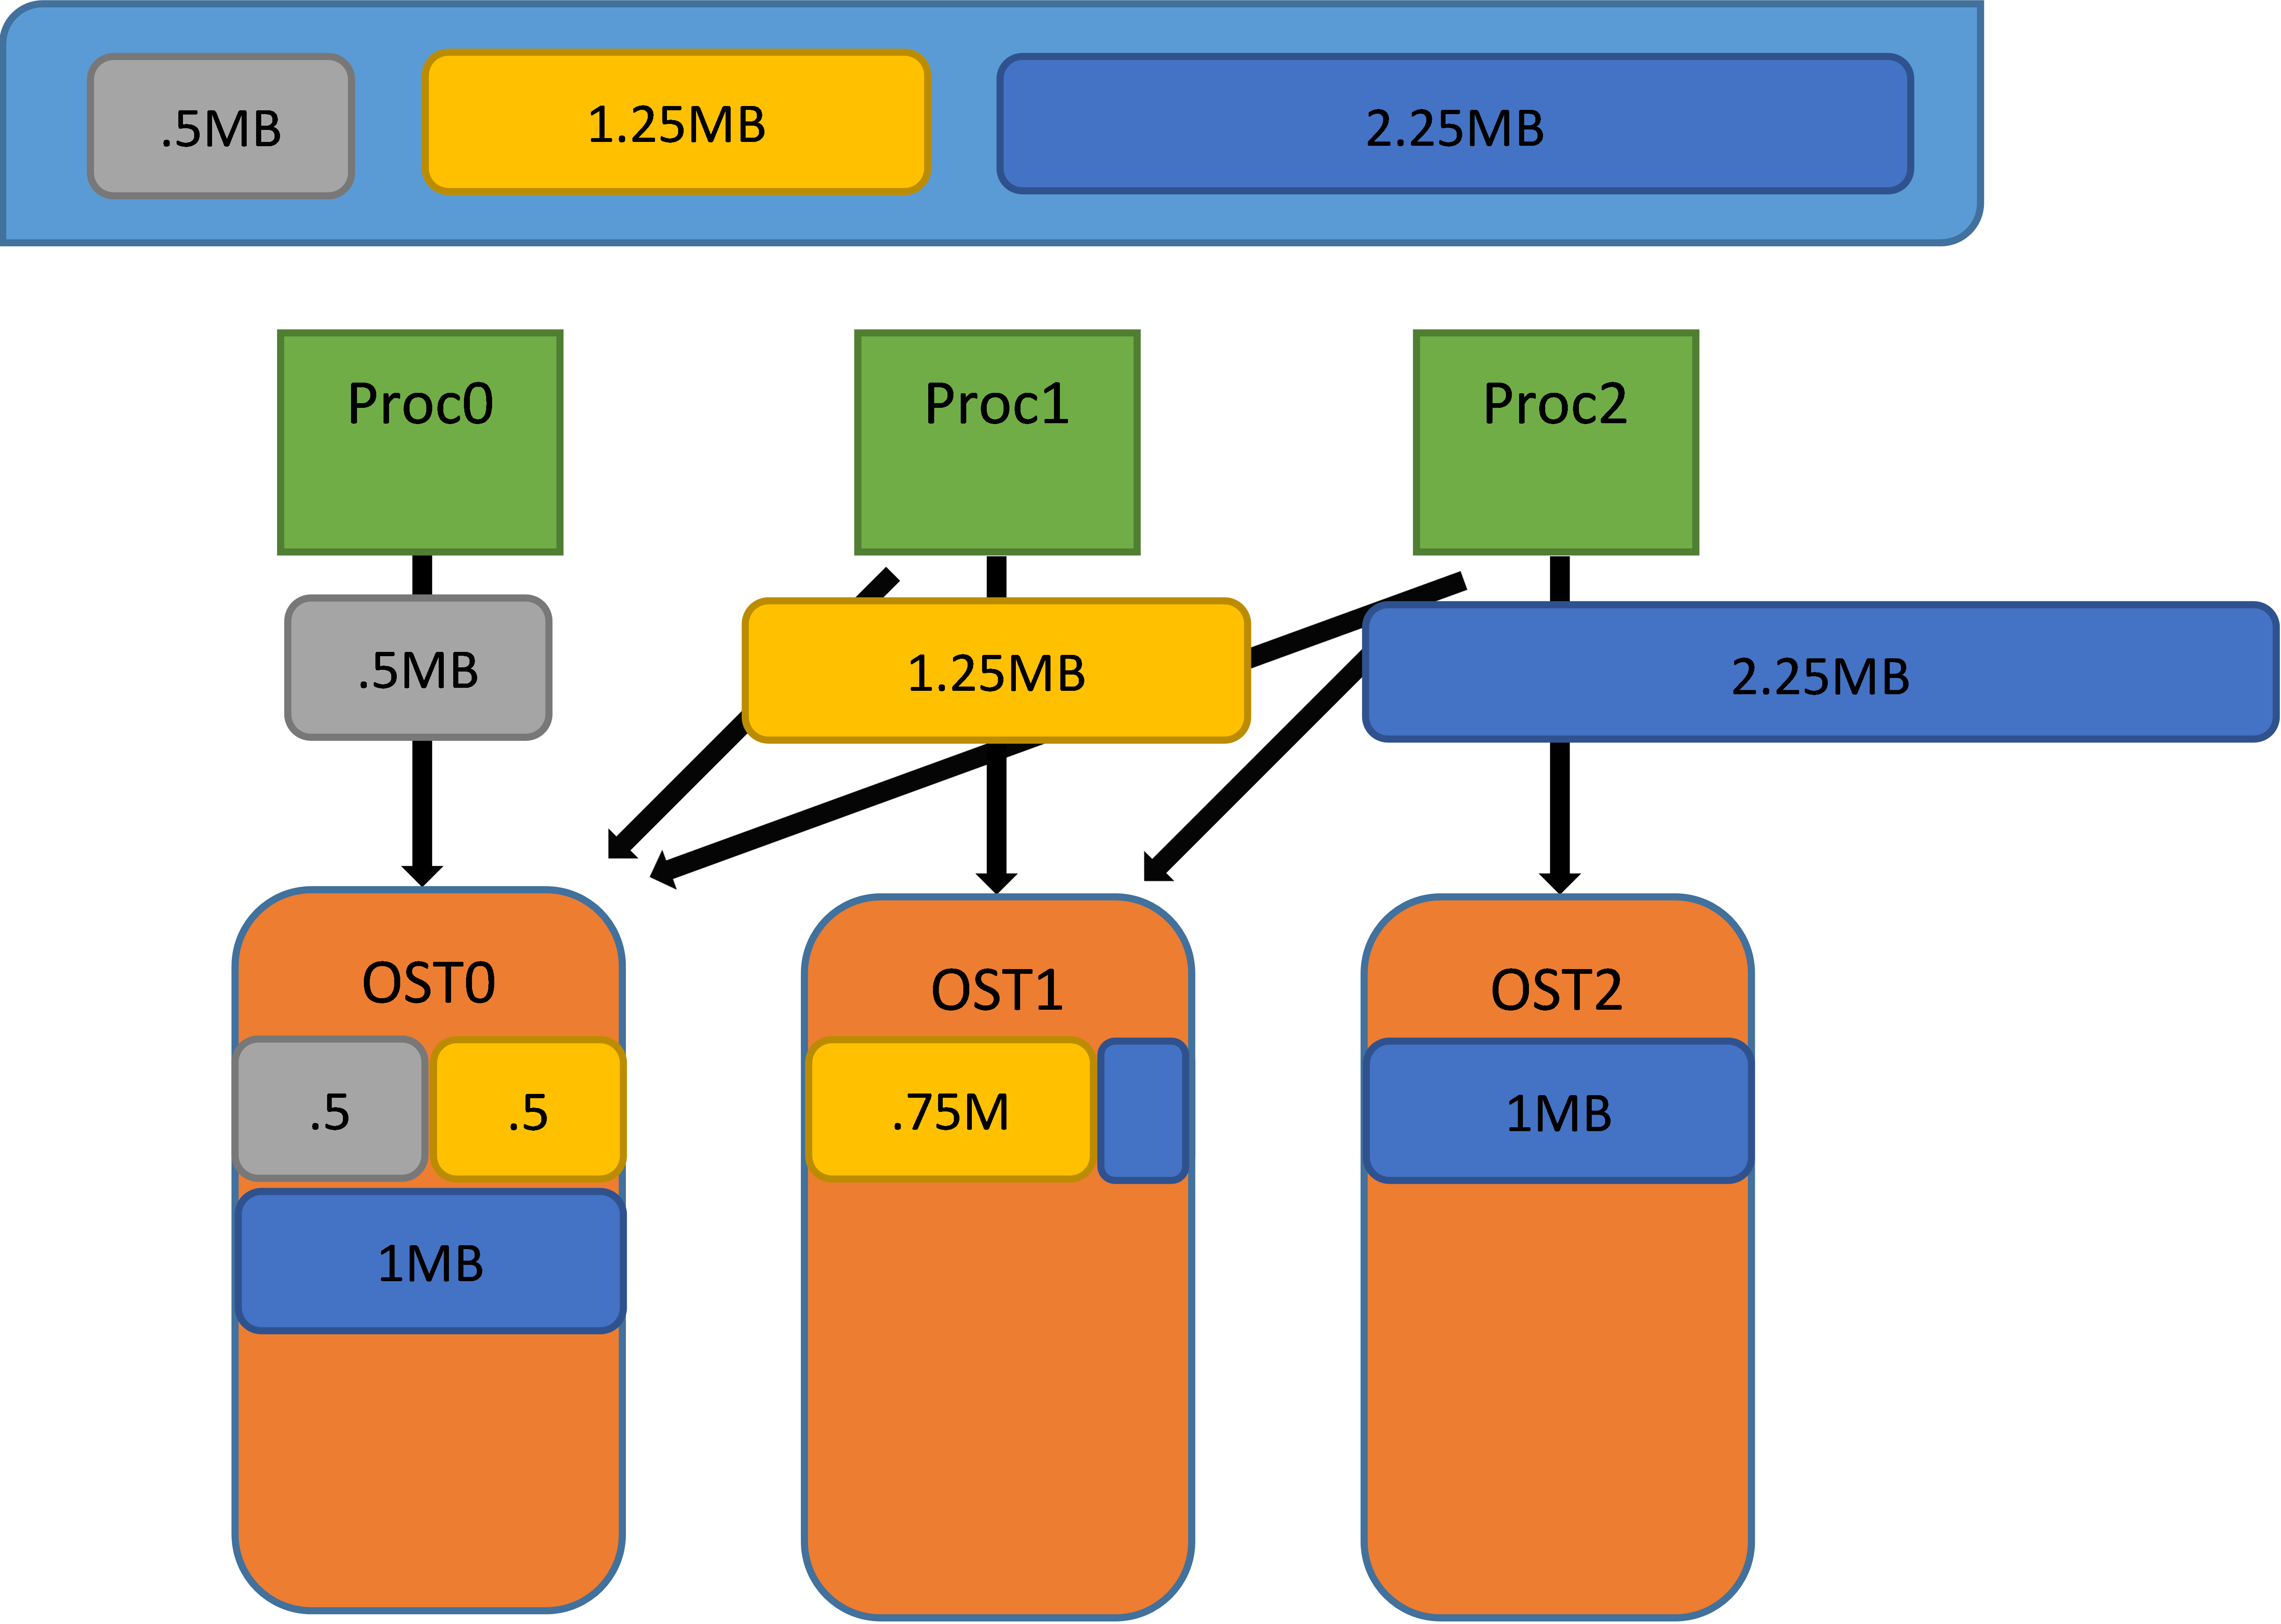 .5MB
1.25MB
2.25MB
Proc0
Proc1
Proc2
.5MB
1.25MB
2.25MB
OST0
OST1
OST2
.5
.5
.75M
1MB
1MB